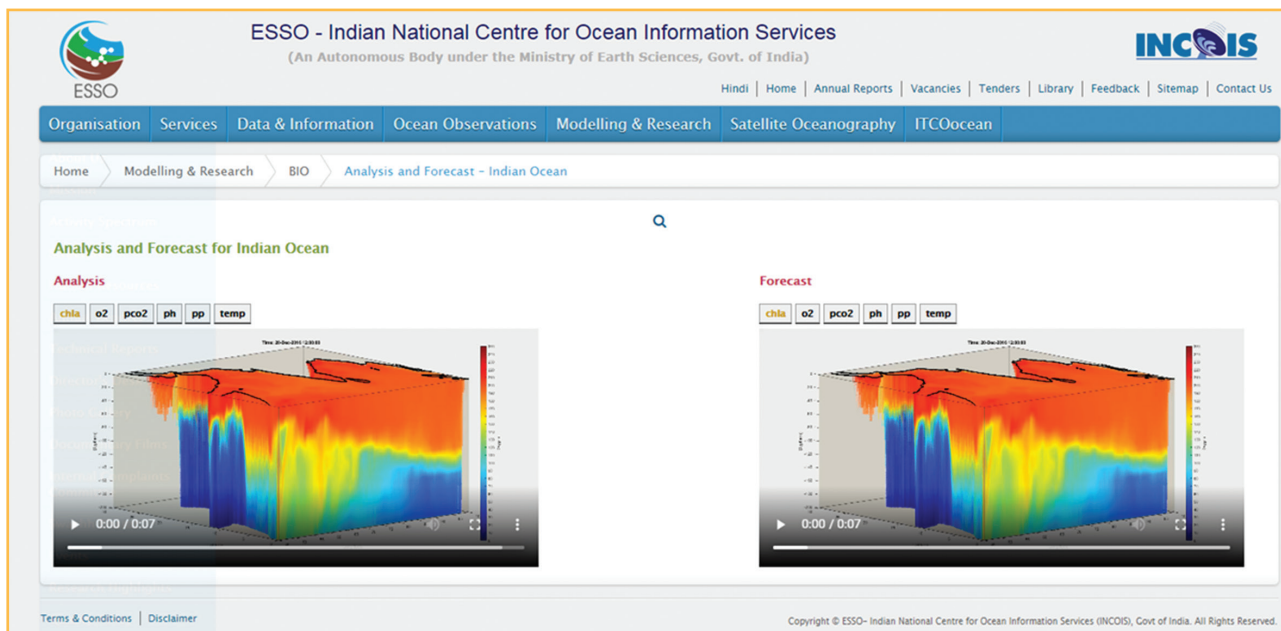 ESSO - Indian National Centre for Ocean Information Services
(An Autonomous Body under the Ministry of Earth Sciences, Govt. of India)
INCOIS
ESSO
Hindi | Home | Annual Reports | Vacancies | Tenders | Library | Feedback | Sitemap | Contact Us
Organisation Services Data & Information Ocean Observations Modelling & Research Satellite Oceanography ITCOocean
Home Modelling & Research BIO Analysis and Forecast - Indian Ocean
Analysis and Forecast for Indian Ocean
Analysis
chla o2 pco2 ph pp temp
0:00 / 0:07
Forecast
chla o2 pco2 ph pp temp
0:00 / 0:07
Terms & Conditions | Disclaimer
Copyright © ESSO- Indian National Centre for Ocean Information Services (INCOIS), Govt of India. All Rights Reserved.